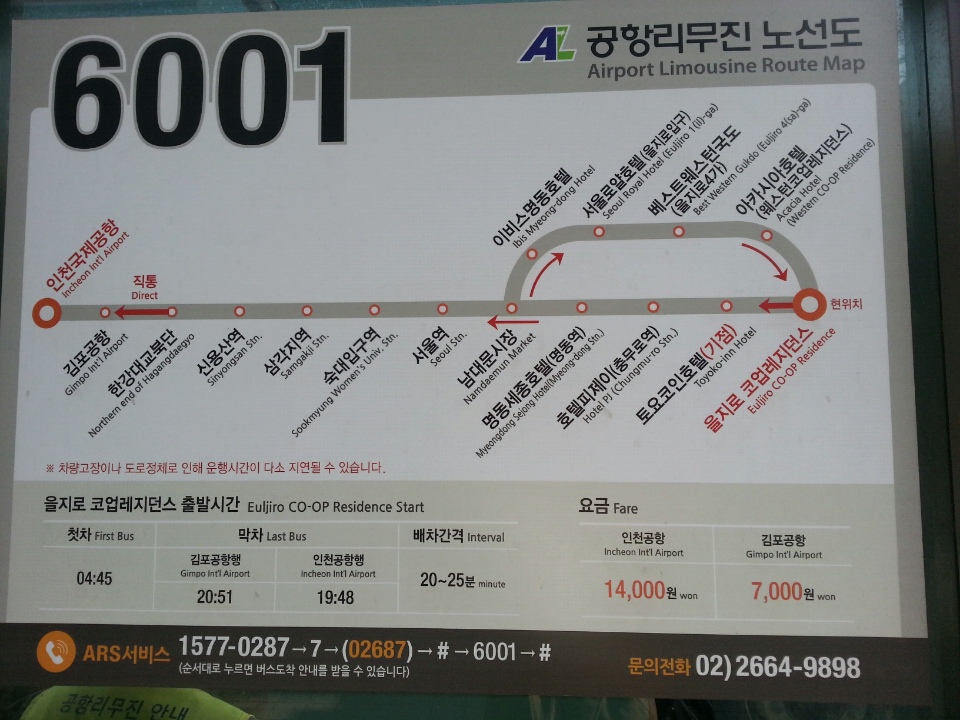 6001
AZ 공항리무진 노선도
Airport Limousine Route Map
인천국제공항
Incheon Int'l Airport
직통
Direct
이비스명동호텔
Ibis Myeong-dong Hotel
서울로얄호텔(을지로입구)
Seoul Royal Hotel (Euljiro 1(il)-ga)
베스트웨스턴국도
(을지로4가)
Best Western Gukdo (Euljiro 4(sa)-ga)
아카시아호텔
(웨스턴코업레지던스)
Acacia Hotel
(Western CO-OP Residence)
현위치
김포공항
Gimpo Int'l Airport
한강대교북단
Northern end of Hagangdaegyo
신용산역
Sinyongsan Stn.
삼각지역
Samgakji Stn.
숙대입구역
Sookmyung Women's Univ. Stn.
서울역
Seoul Stn.
남대문시장
Namdaemun Market
명동세종호텔(명동역)
Myeongdong Sejong Hotel(Myeong-dong Stn.)
호텔피제이(충무로역)
Hotel PJ (Chungmu-ro Stn.)
토요코인호텔(기점)
Toyoko-inn Hotel
을지로 코업레지던스
Euljiro CO-OP Residence
※ 차량고장이나 도로정체로 인해 운행시간이 다소 지연될 수 있습니다.
을지로 코업레지던스 출발시간 Euljiro CO-OP Residence Start
첫차 First Bus
막차 Last Bus
배차간격 Interval
김포공항행
Gimpo Int'l Airport
인천공항행
Incheon Int'l Airport
04:45
20:51
19:48
20~25분 minute
요금 Fare
인천공항
Incheon Int'l Airport
김포공항
Gimpo Int'l Airport
14,000원 won
7,000원 won
ARS서비스 1577-0287→7→(02687)→#→6001→#
(순서대로 누르면 버스도착 안내를 받을 수 있습니다)
문의전화 02) 2664-9898
공항리무진 안내